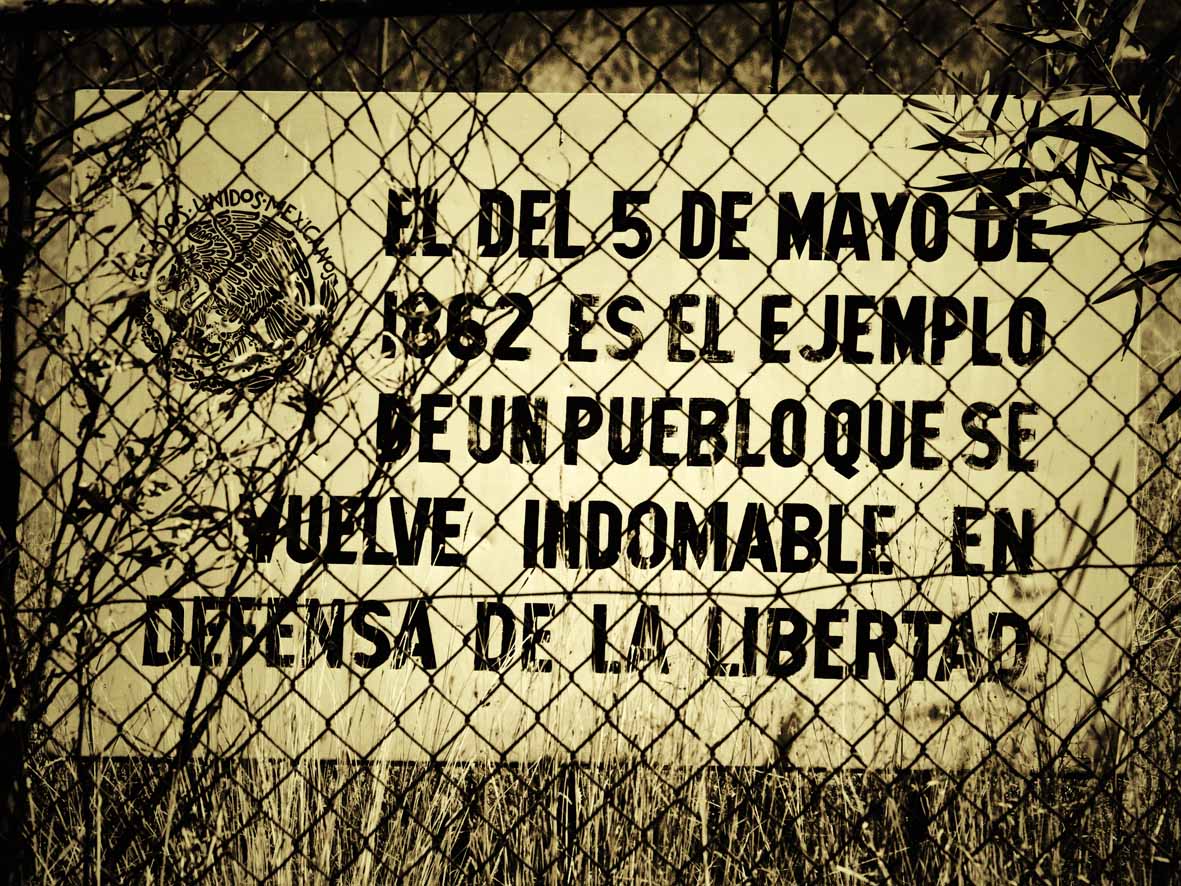 UNIDOS·MEXICANOS
EL DEL 5 DE MAYO DE
1862 ES EL EJEMPLO
DE UN PUEBLO QUE SE
VUELVE INDOMABLE EN
DEFENSA DE LA LIBERTAD